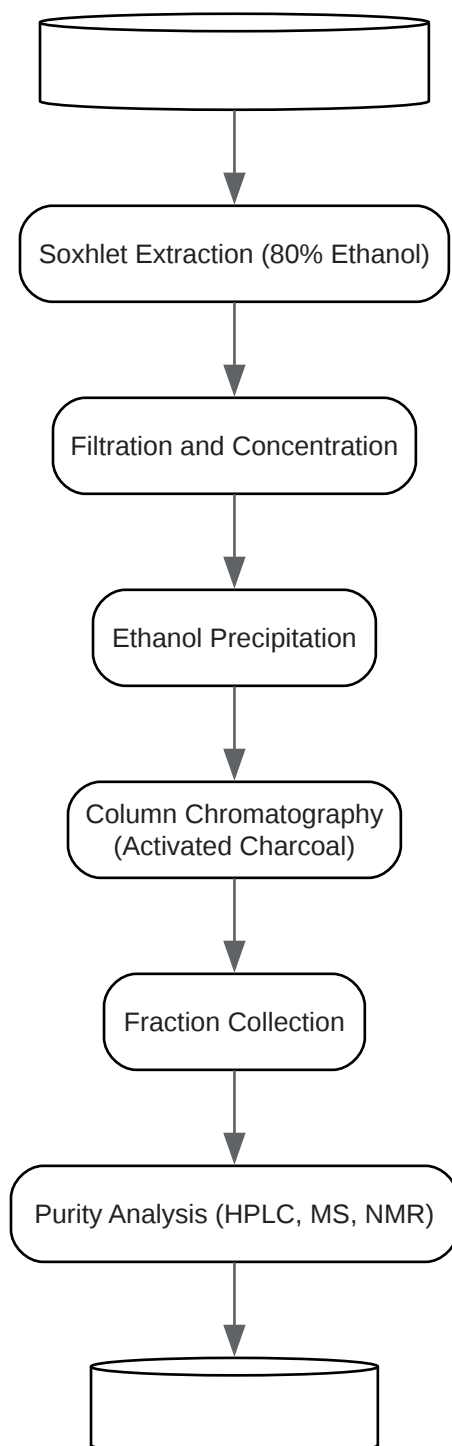 Soxhlet Extraction (80% Ethanol)
Filtration and Concentration
Ethanol Precipitation
Column Chromatography
(Activated Charcoal)
Fraction Collection
Purity Analysis (HPLC, MS, NMR)